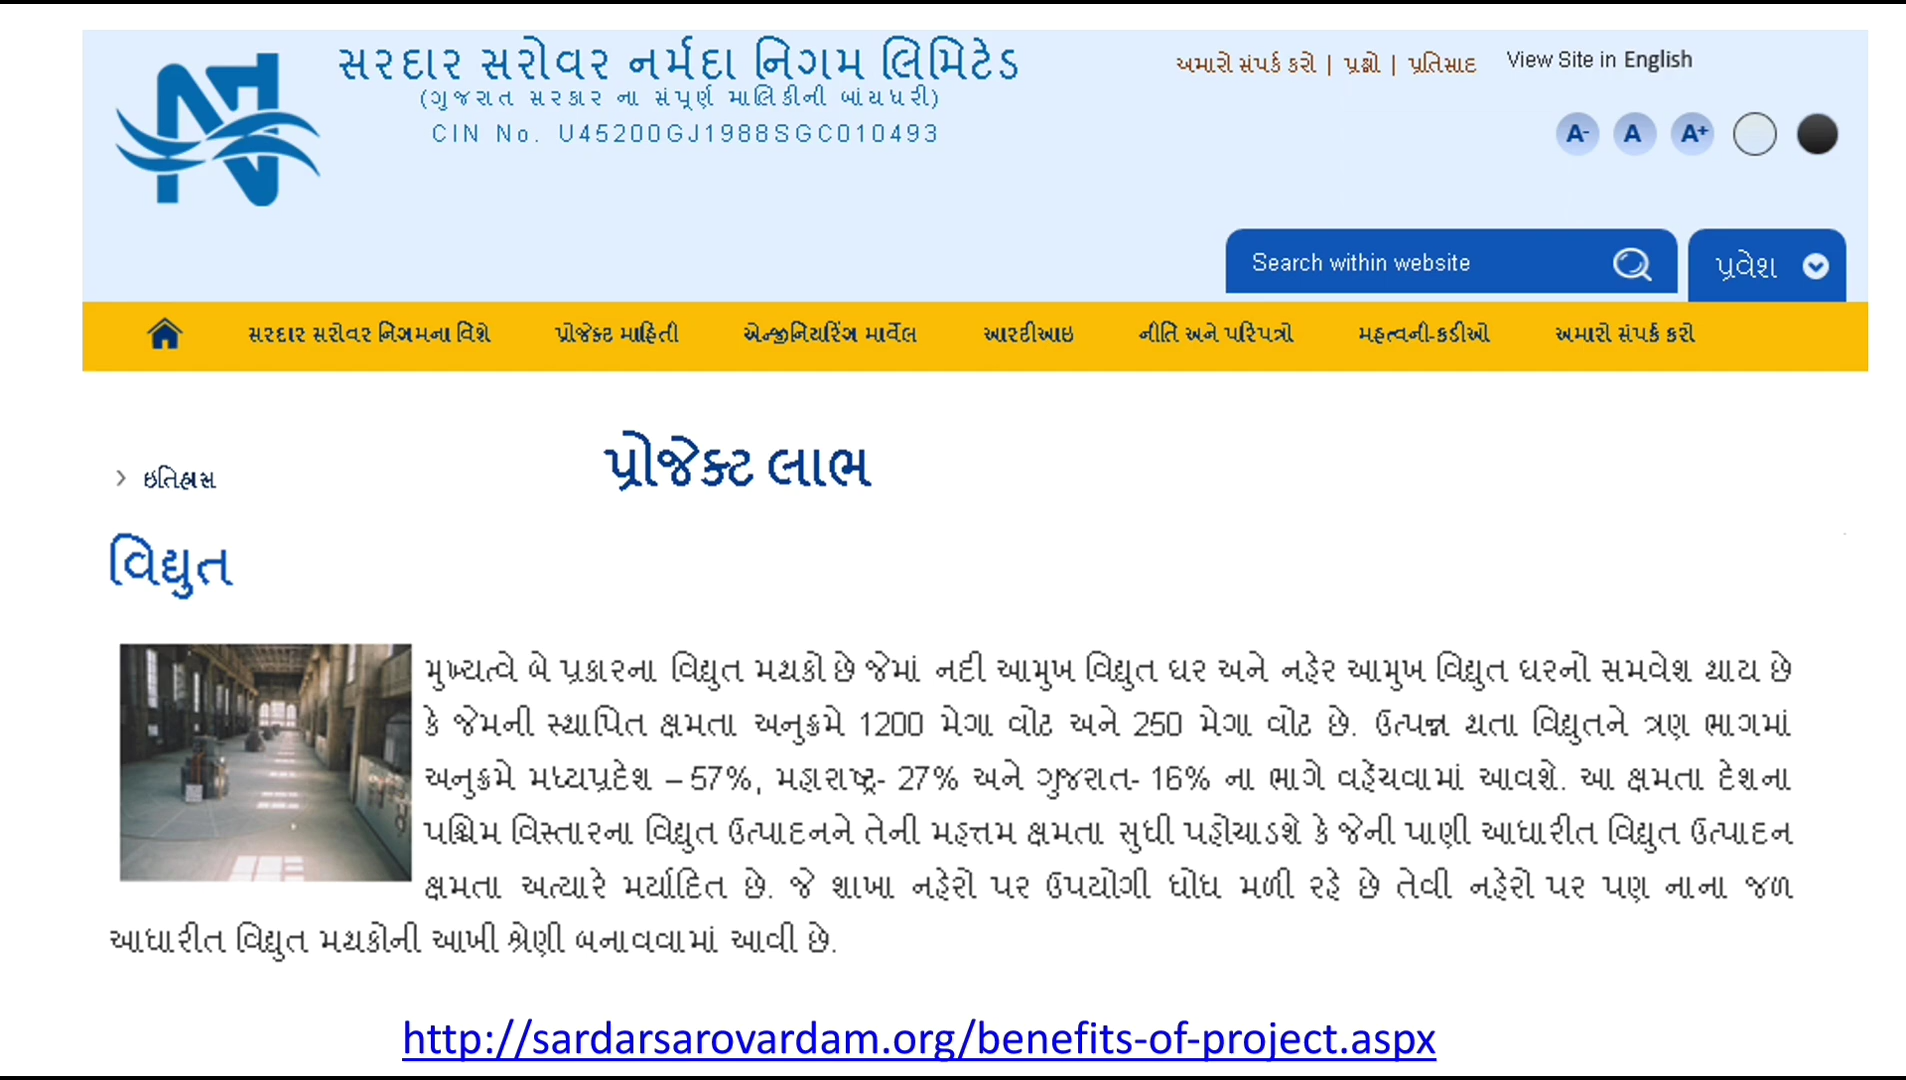 સરદાર સરોવર નર્મદા નિગમ લિમિટેડ
(ગુજરાત સરકાર ના સંપૂર્ણ માલિકીની બાંયધરી)
CIN No. U45200GJ1988SGC010493
અમારો સંપર્ક કરો | પ્રશ્નો | પ્રતિસાદ View Site in English
A- A A+
Search within website
પ્રવેશ
સરદાર સરોવર નિગમના વિશે પ્રોજેક્ટ માહિતી એન્જીનિયરિંગ માર્વેલ આરટીઆઇ નીતિ અને પરિપત્રો મહત્વની-કડીઓ અમારો સંપર્ક કરો
પ્રોજેક્ટ લાભ
› ઇતિહાસ
વિદ્યુત
મુખ્યત્વે બે પ્રકારના વિદ્યુત મથકો છે જેમાં નદી આમુખ વિદ્યુત ઘર અને નહેર આમુખ વિદ્યુત ઘરનો સમવેશ થાય છે
કે જેમની સ્થાપિત ક્ષમતા અનુક્રમે 1200 મેગા વોટ અને 250 મેગા વોટ છે. ઉત્પન્ન થતા વિદ્યુતને ત્રણ ભાગમાં
અનુક્રમે મધ્યપ્રદેશ – 57%, મહારાષ્ટ્ર- 27% અને ગુજરાત- 16% ના ભાગે વહેંચવામાં આવશે. આ ક્ષમતા દેશના
પશ્ચિમ વિસ્તારના વિદ્યુત ઉત્પાદનને તેની મહત્તમ ક્ષમતા સુધી પહોંચાડશે કે જેની પાણી આધારીત વિદ્યુત ઉત્પાદન
ક્ષમતા અત્યારે મર્યાદિત છે. જે શાખા નહેરો પર ઉપયોગી ધોધ મળી રહે છે તેવી નહેરો પર પણ નાના જળ
આધારીત વિદ્યુત મથકોની આખી શ્રેણી બનાવવામાં આવી છે.
http://sardarsarovardam.org/benefits-of-project.aspx